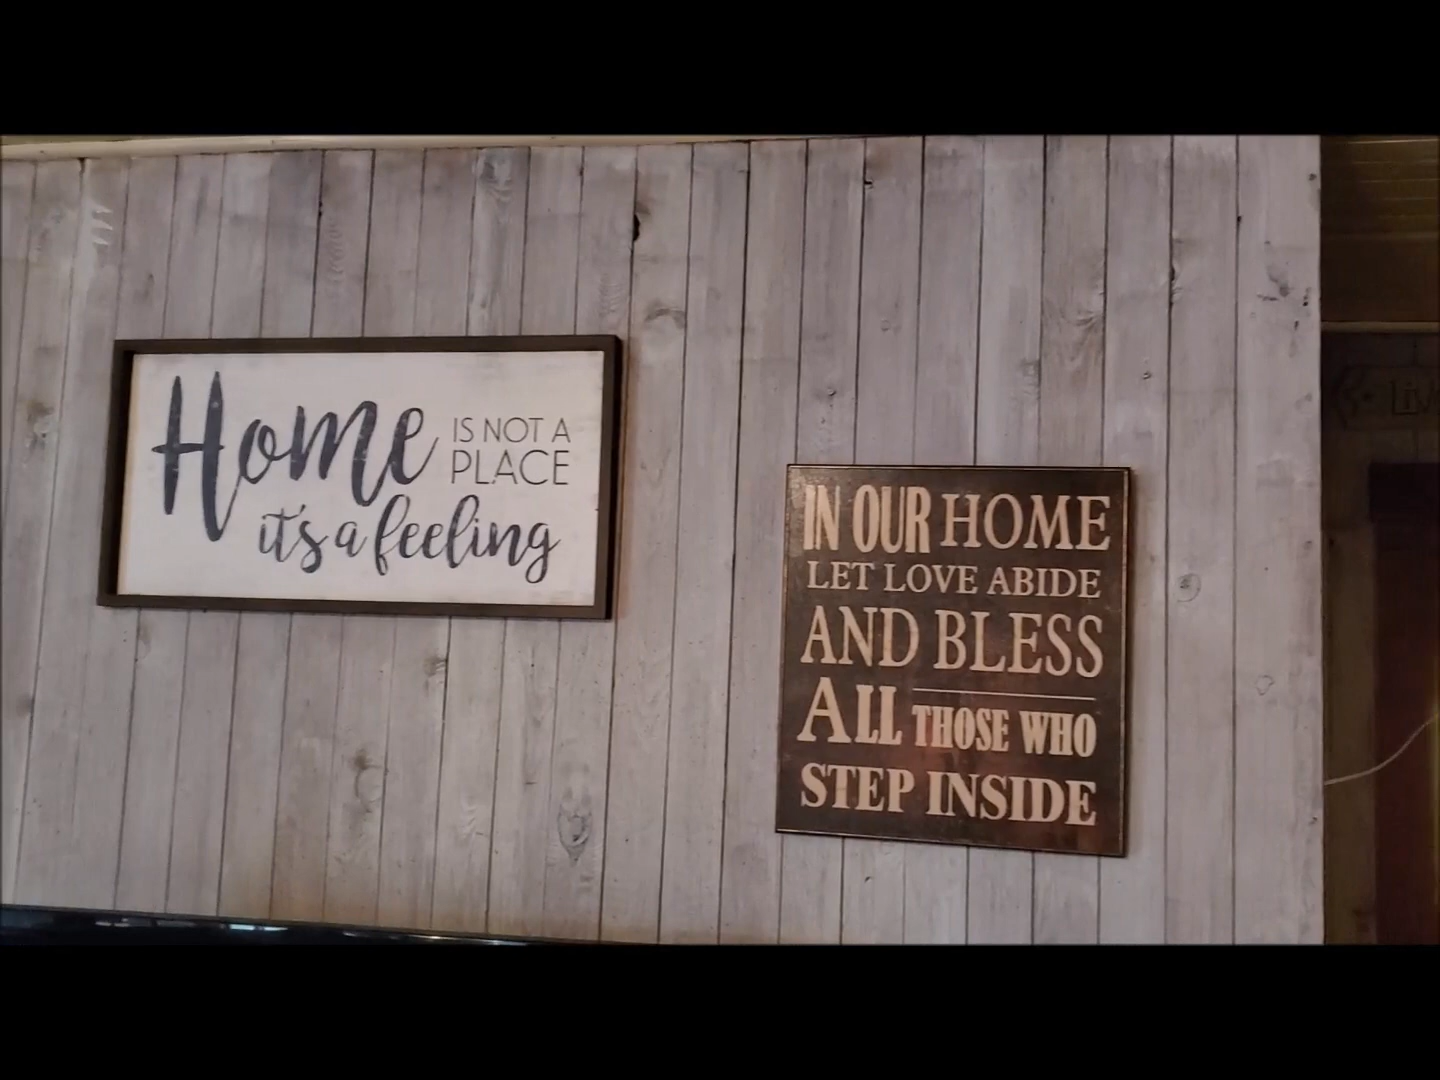 Home IS NOT A
PLACE
it's a feeling
IN OUR HOME
LET LOVE ABIDE
AND BLESS
ALL THOSE WHO
STEP INSIDE